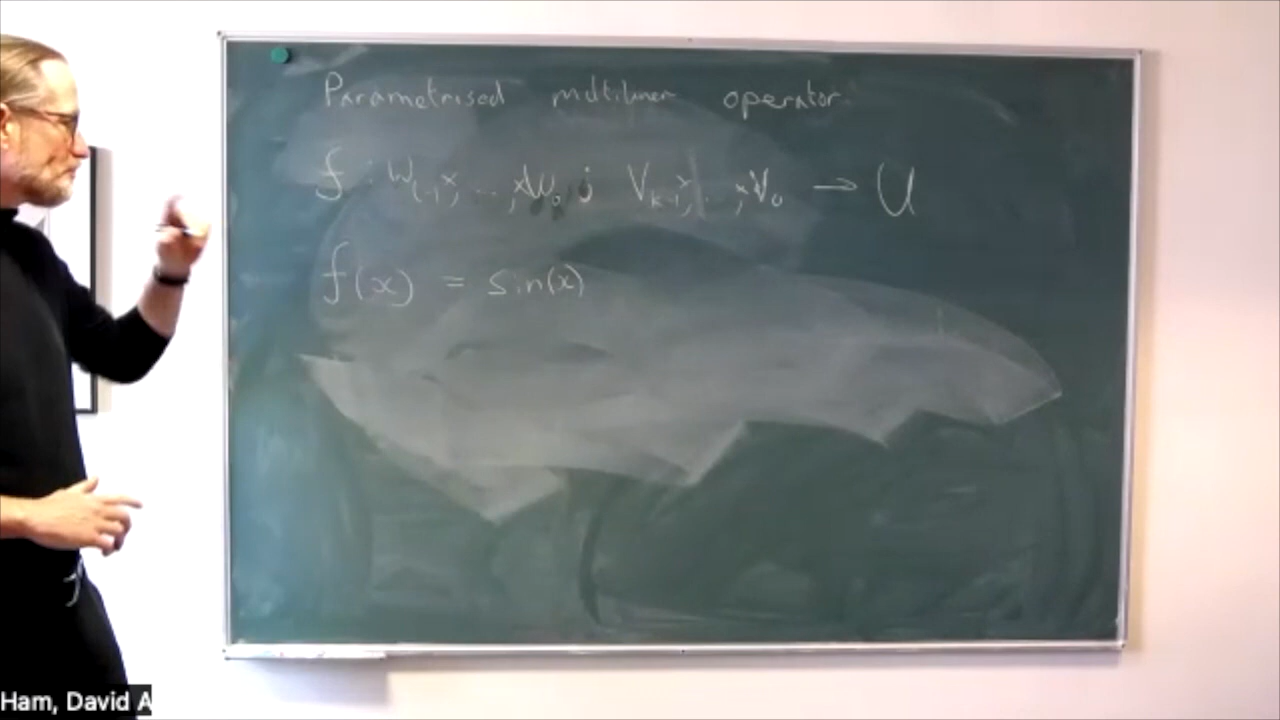 Parametrised multilinear operator
f : W_{l-1} × , ... , × W_0 ; V_{k-1} × , ... , × V_0 → U
f(x) = sin(x)
Ham, David A